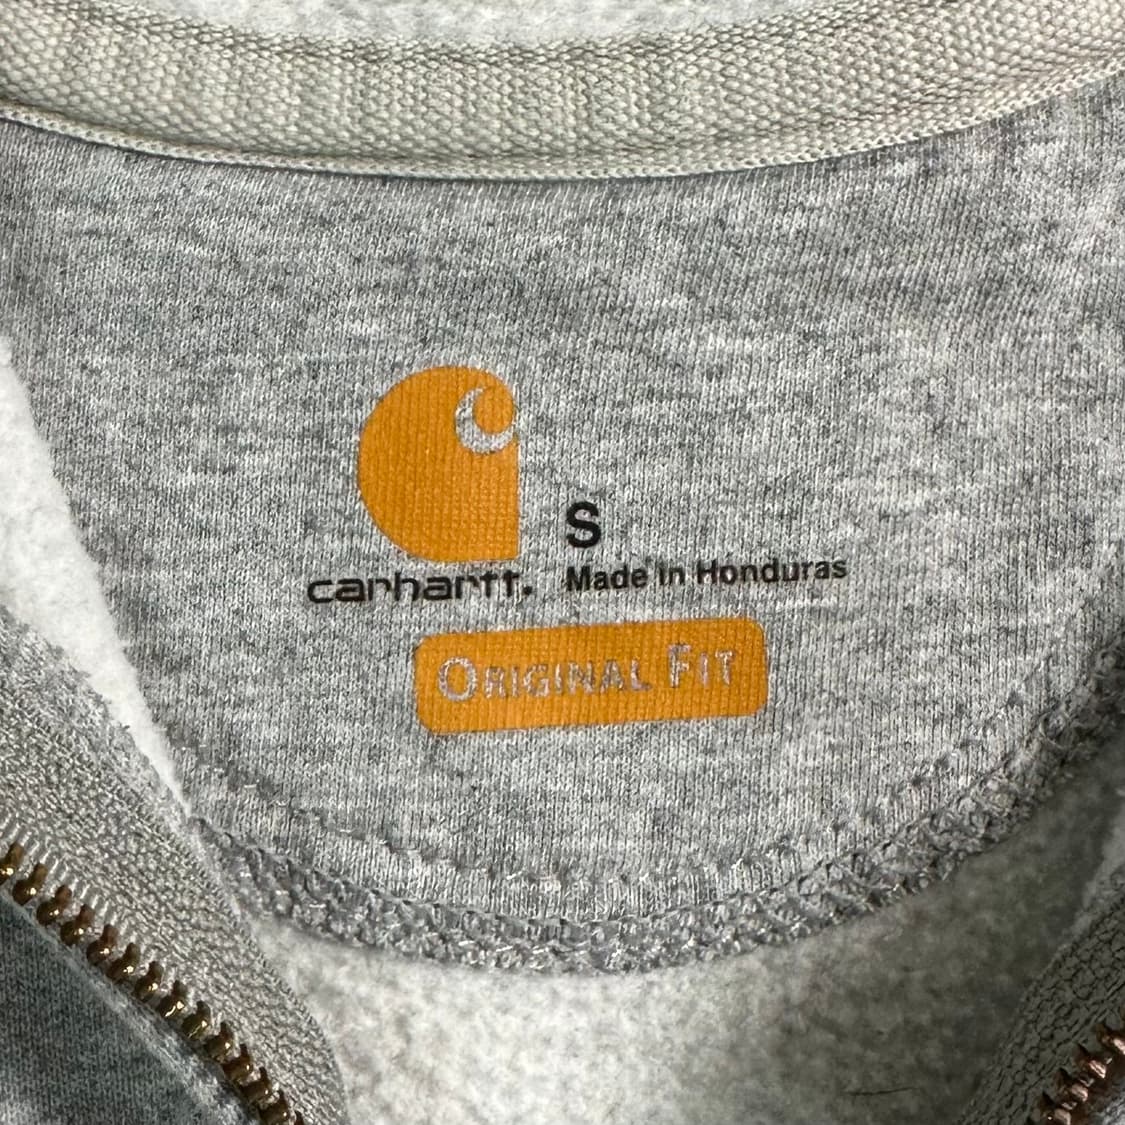 S
carhartt. Made in Honduras
ORIGINAL FIT